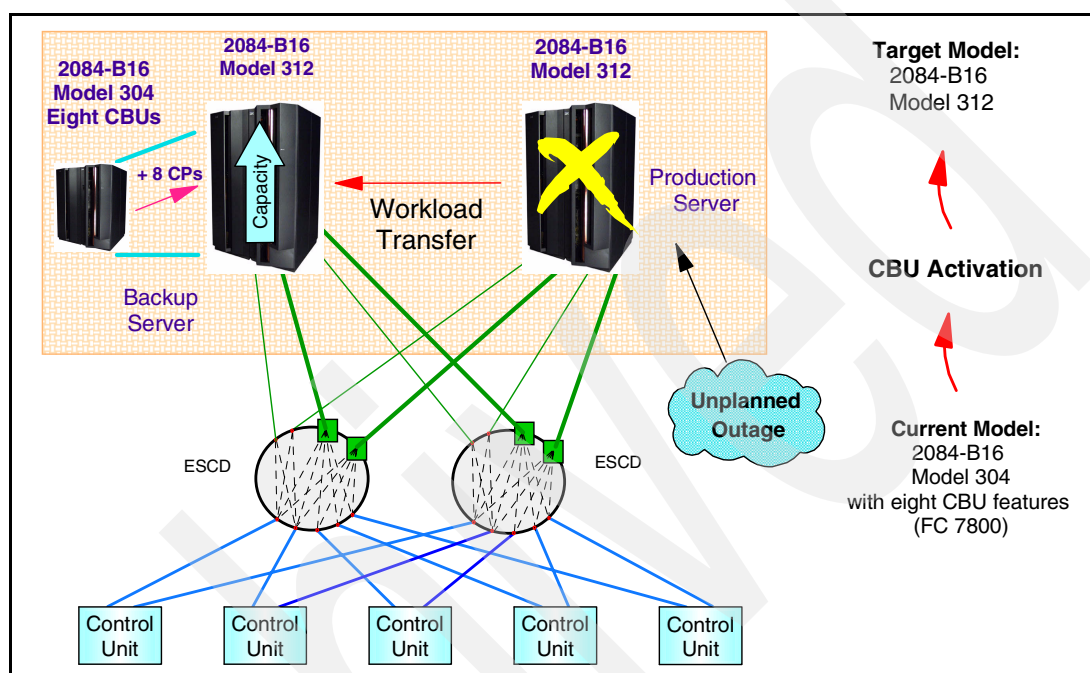 2084-B16
Model 304
Eight CBUs
2084-B16
Model 312
2084-B16
Model 312
+ 8 CPs
Capacity
Workload
Transfer
Production
Server
Backup
Server
Unplanned
Outage
ESCD
ESCD
Control
Unit
Control
Unit
Control
Unit
Control
Unit
Control
Unit
Target Model:
2084-B16
Model 312
CBU Activation
Current Model:
2084-B16
Model 304
with eight CBU features
(FC 7800)